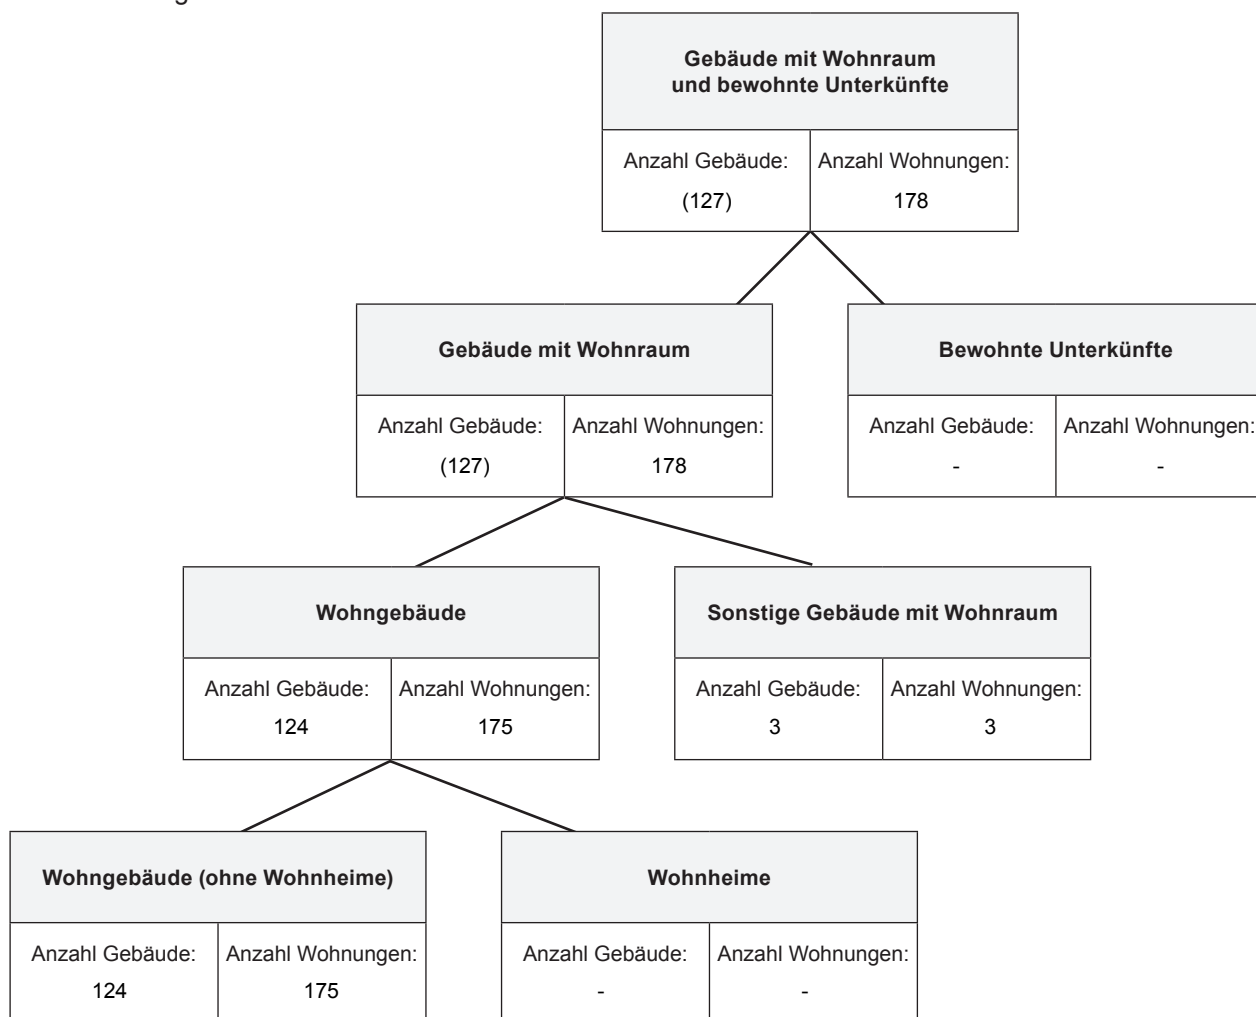 Gebäude mit Wohnraum
und bewohnte Unterkünfte
Anzahl Gebäude: Anzahl Wohnungen:
(127) 178
Gebäude mit Wohnraum
Anzahl Gebäude: Anzahl Wohnungen:
(127) 178
Bewohnte Unterkünfte
Anzahl Gebäude: Anzahl Wohnungen:
- -
Wohngebäude
Anzahl Gebäude: Anzahl Wohnungen:
124 175
Sonstige Gebäude mit Wohnraum
Anzahl Gebäude: Anzahl Wohnungen:
3 3
Wohngebäude (ohne Wohnheime)
Anzahl Gebäude: Anzahl Wohnungen:
124 175
Wohnheime
Anzahl Gebäude: Anzahl Wohnungen:
- -